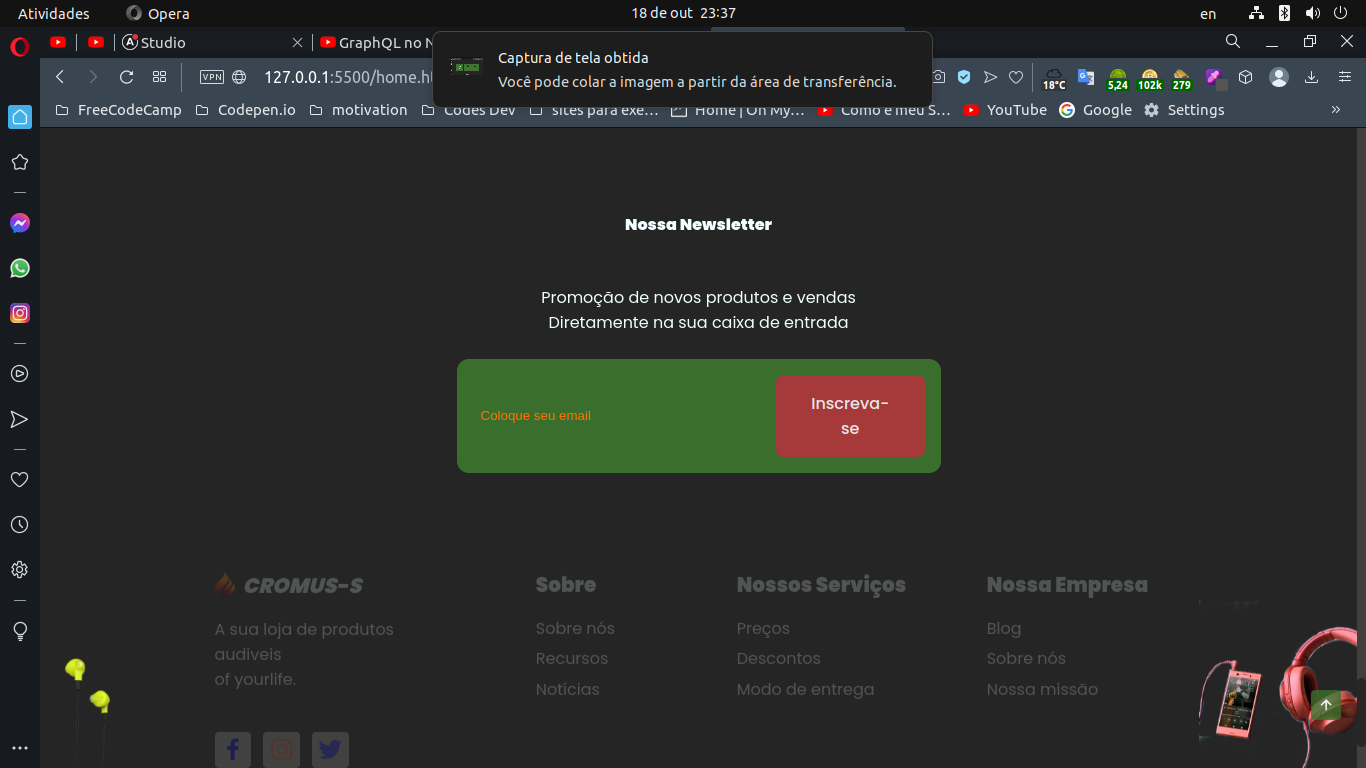 Atividades
Opera
18 de out 23:37
en
Studio
GraphQL no N
Captura de tela obtida
Você pode colar a imagem a partir da área de transferência.
VPN
127.0.0.1:5500/home.ht
18°C
5,24
102k
279
FreeCodeCamp
Codepen.io
motivation
Codes Dev
sites para exe...
Home | Oh My...
Como é meu S...
YouTube
Google
Settings
»
Nossa Newsletter
Promoção de novos produtos e vendas
Diretamente na sua caixa de entrada
Coloque seu email
Inscreva-
se
CROMUS-S
A sua loja de produtos
audiveis
of yourlife.
Sobre
Sobre nós
Recursos
Notícias
Nossos Serviços
Preços
Descontos
Modo de entrega
Nossa Empresa
Blog
Sobre nós
Nossa missão